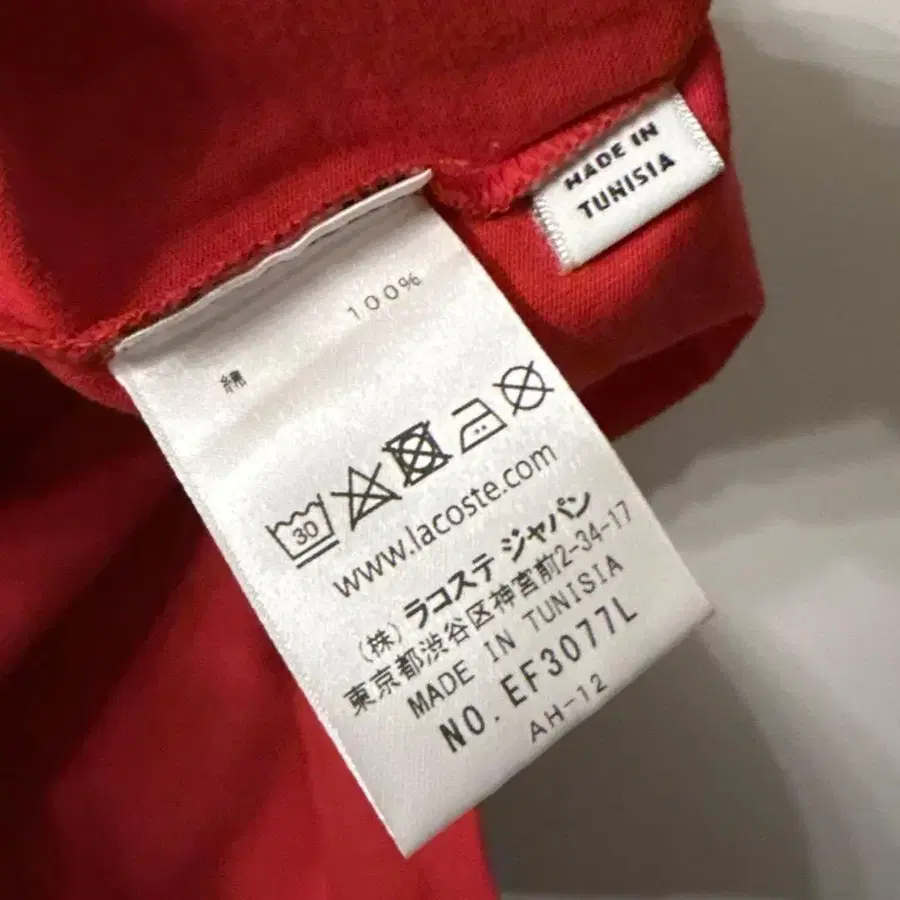 MADE IN
TUNISIA
綿 100%
30
www.lacoste.com
(株) ラコステ ジャパン
東京都渋谷区神宮前2-34-17
MADE IN TUNISIA
NO. EF3077L
AH-12